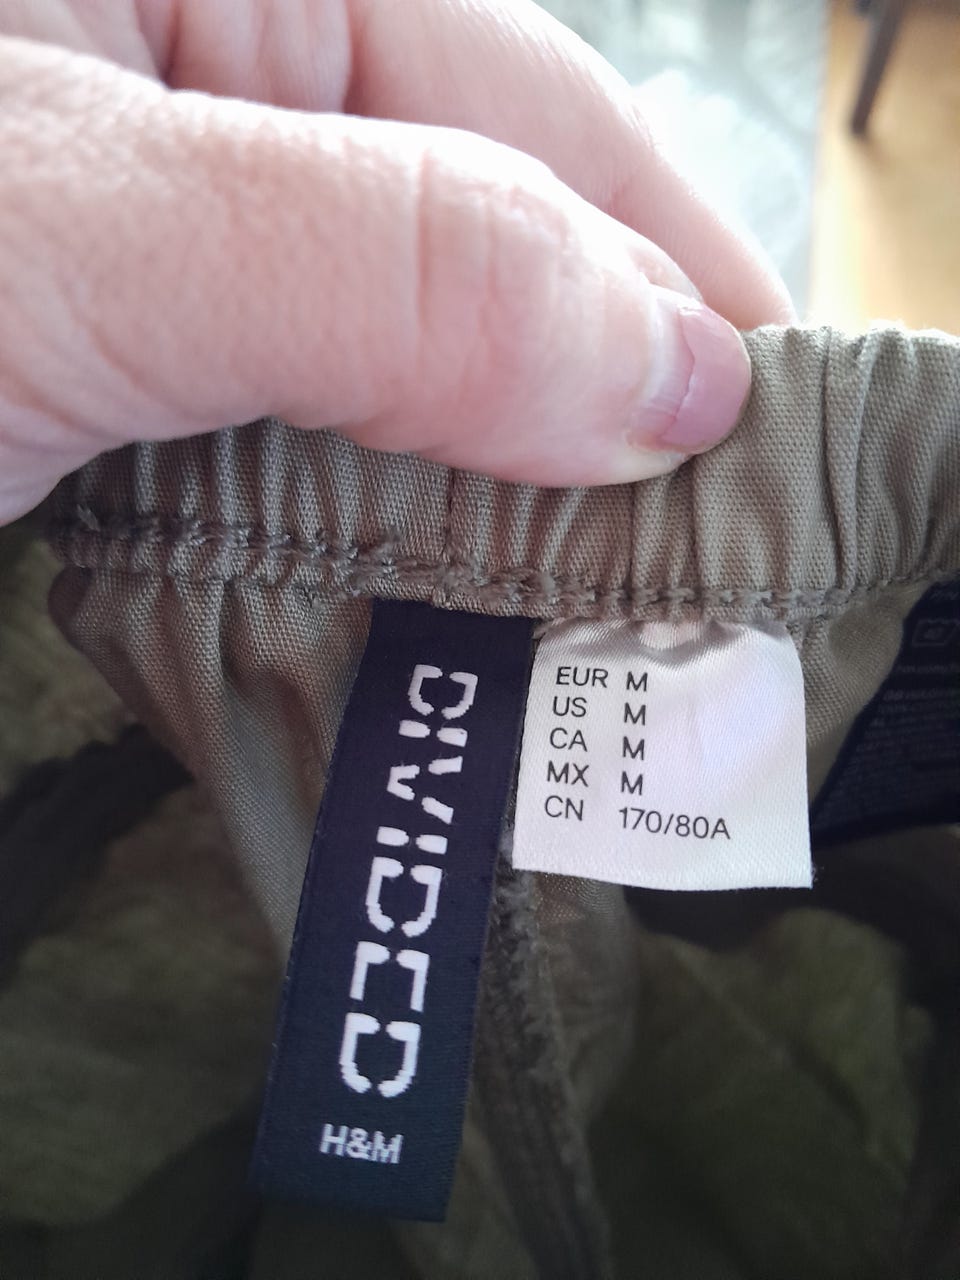 DIVIDED
H&M
EUR M
US M
CA M
MX M
CN 170/80A